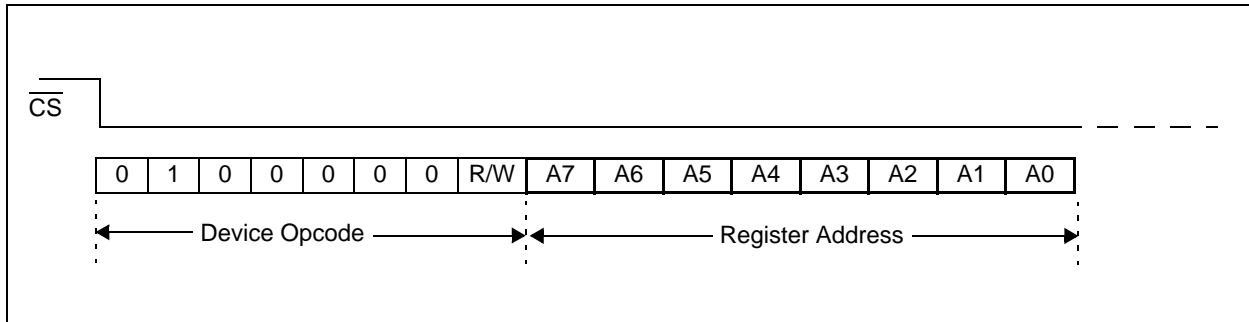 CS
0 1 0 0 0 0 0 R/W A7 A6 A5 A4 A3 A2 A1 A0
Device Opcode Register Address